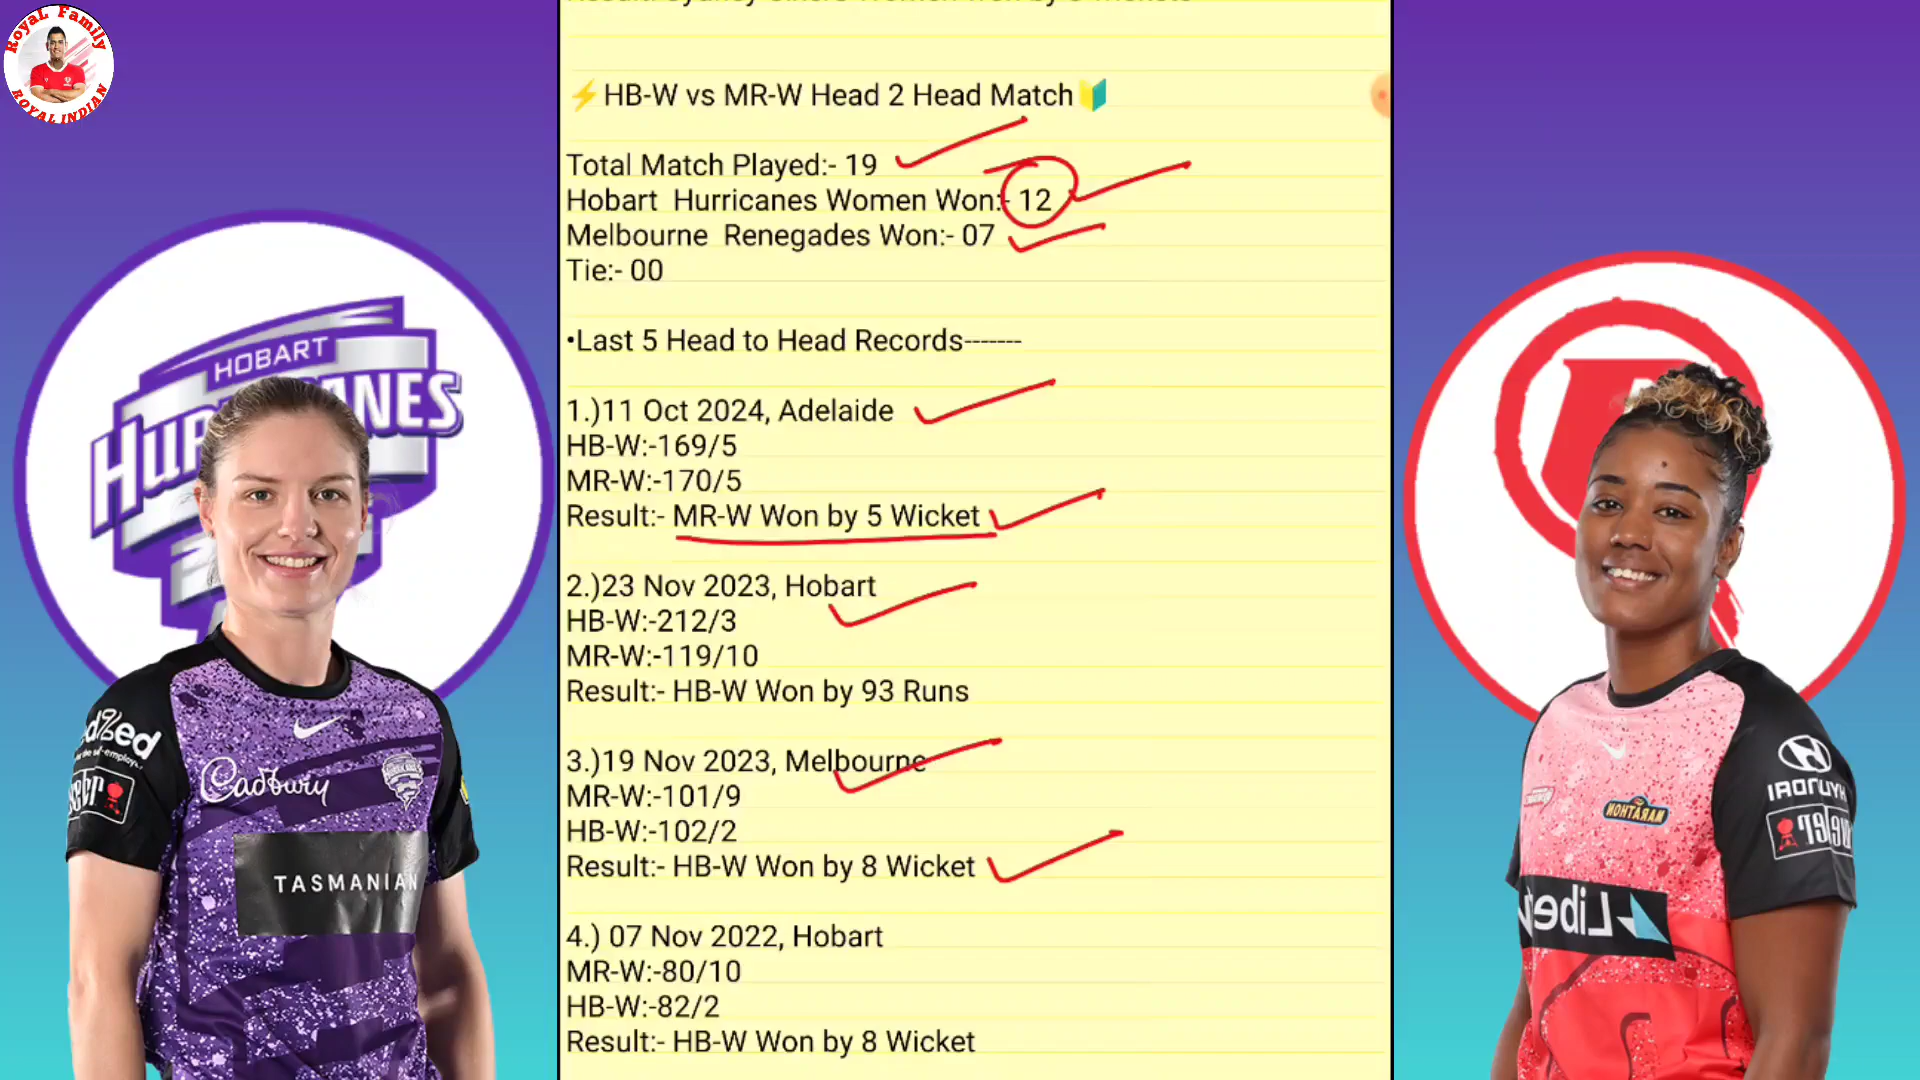 RoyaL Family
ROYAL INDIAN
⚡HB-W vs MR-W Head 2 Head Match🔰
Total Match Played:- 19
Hobart Hurricanes Women Won:- 12
Melbourne Renegades Won:- 07
Tie:- 00
•Last 5 Head to Head Records-------
1.)11 Oct 2024, Adelaide
HB-W:-169/5
MR-W:-170/5
Result:- MR-W Won by 5 Wicket
2.)23 Nov 2023, Hobart
HB-W:-212/3
MR-W:-119/10
Result:- HB-W Won by 93 Runs
3.)19 Nov 2023, Melbourne
MR-W:-101/9
HB-W:-102/2
Result:- HB-W Won by 8 Wicket
4.) 07 Nov 2022, Hobart
MR-W:-80/10
HB-W:-82/2
Result:- HB-W Won by 8 Wicket
HOBART
Cadbury
TASMANIAN
HYUNDAI
MARATHON